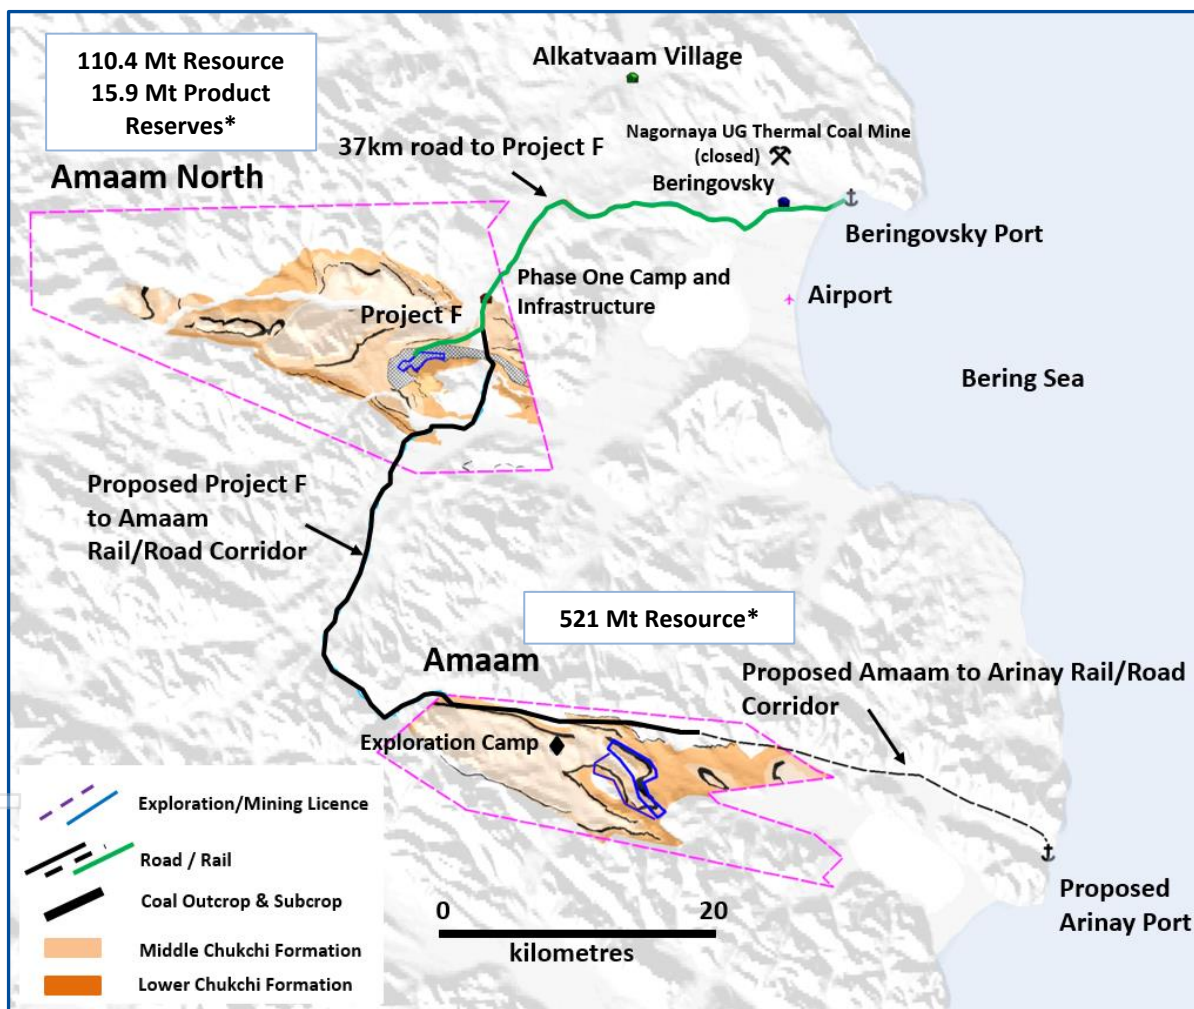 110.4 Mt Resource
15.9 Mt Product
Reserves*
Alkatvaam Village
Nagornaya UG Thermal Coal Mine
(closed)
37km road to Project F
Beringovsky
Amaam North
Beringovsky Port
Phase One Camp and
Infrastructure
Airport
Project F
Bering Sea
Proposed Project F
to Amaam
Rail/Road Corridor
521 Mt Resource*
Amaam
Proposed Amaam to Arinay Rail/Road
Corridor
Exploration Camp
Exploration/Mining Licence
Road / Rail
Coal Outcrop & Subcrop
Middle Chukchi Formation
Lower Chukchi Formation
0 20
kilometres
Proposed
Arinay Port